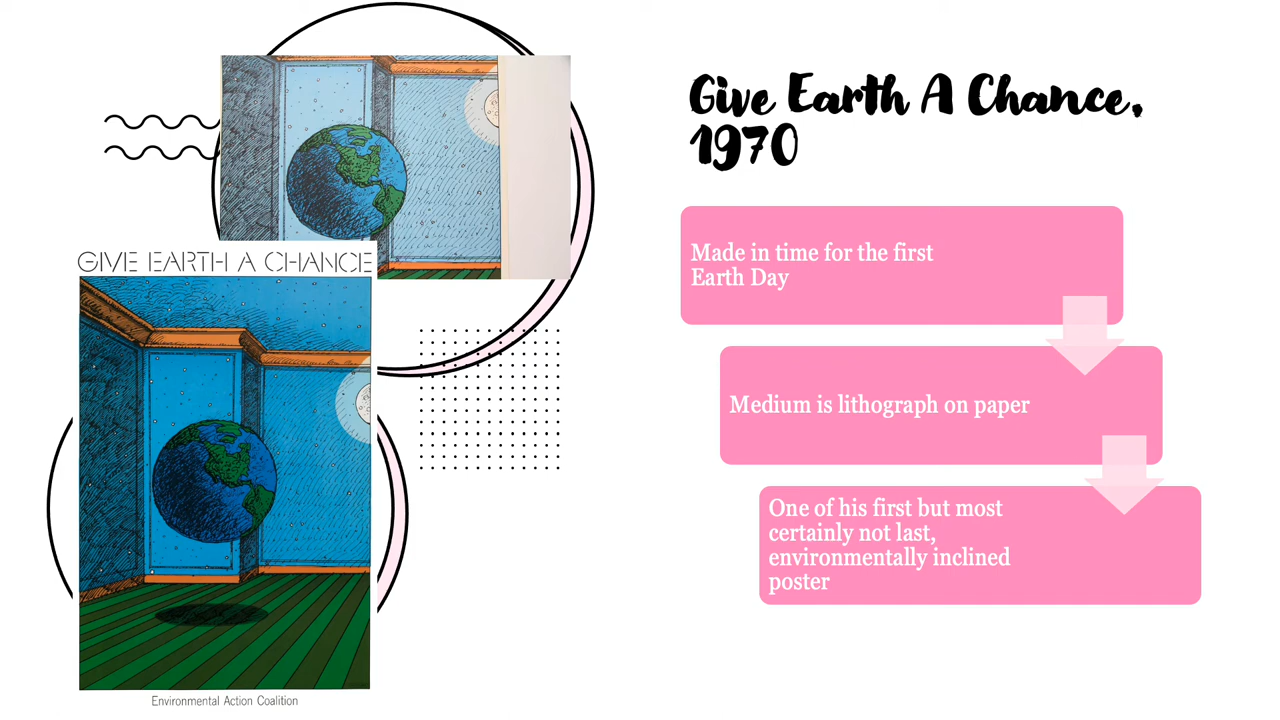 Give Earth A Chance,
1970
GIVE EARTH A CHANCE
Made in time for the first
Earth Day
Medium is lithograph on paper
One of his first but most
certainly not last,
environmentally inclined
poster
Environmental Action Coalition